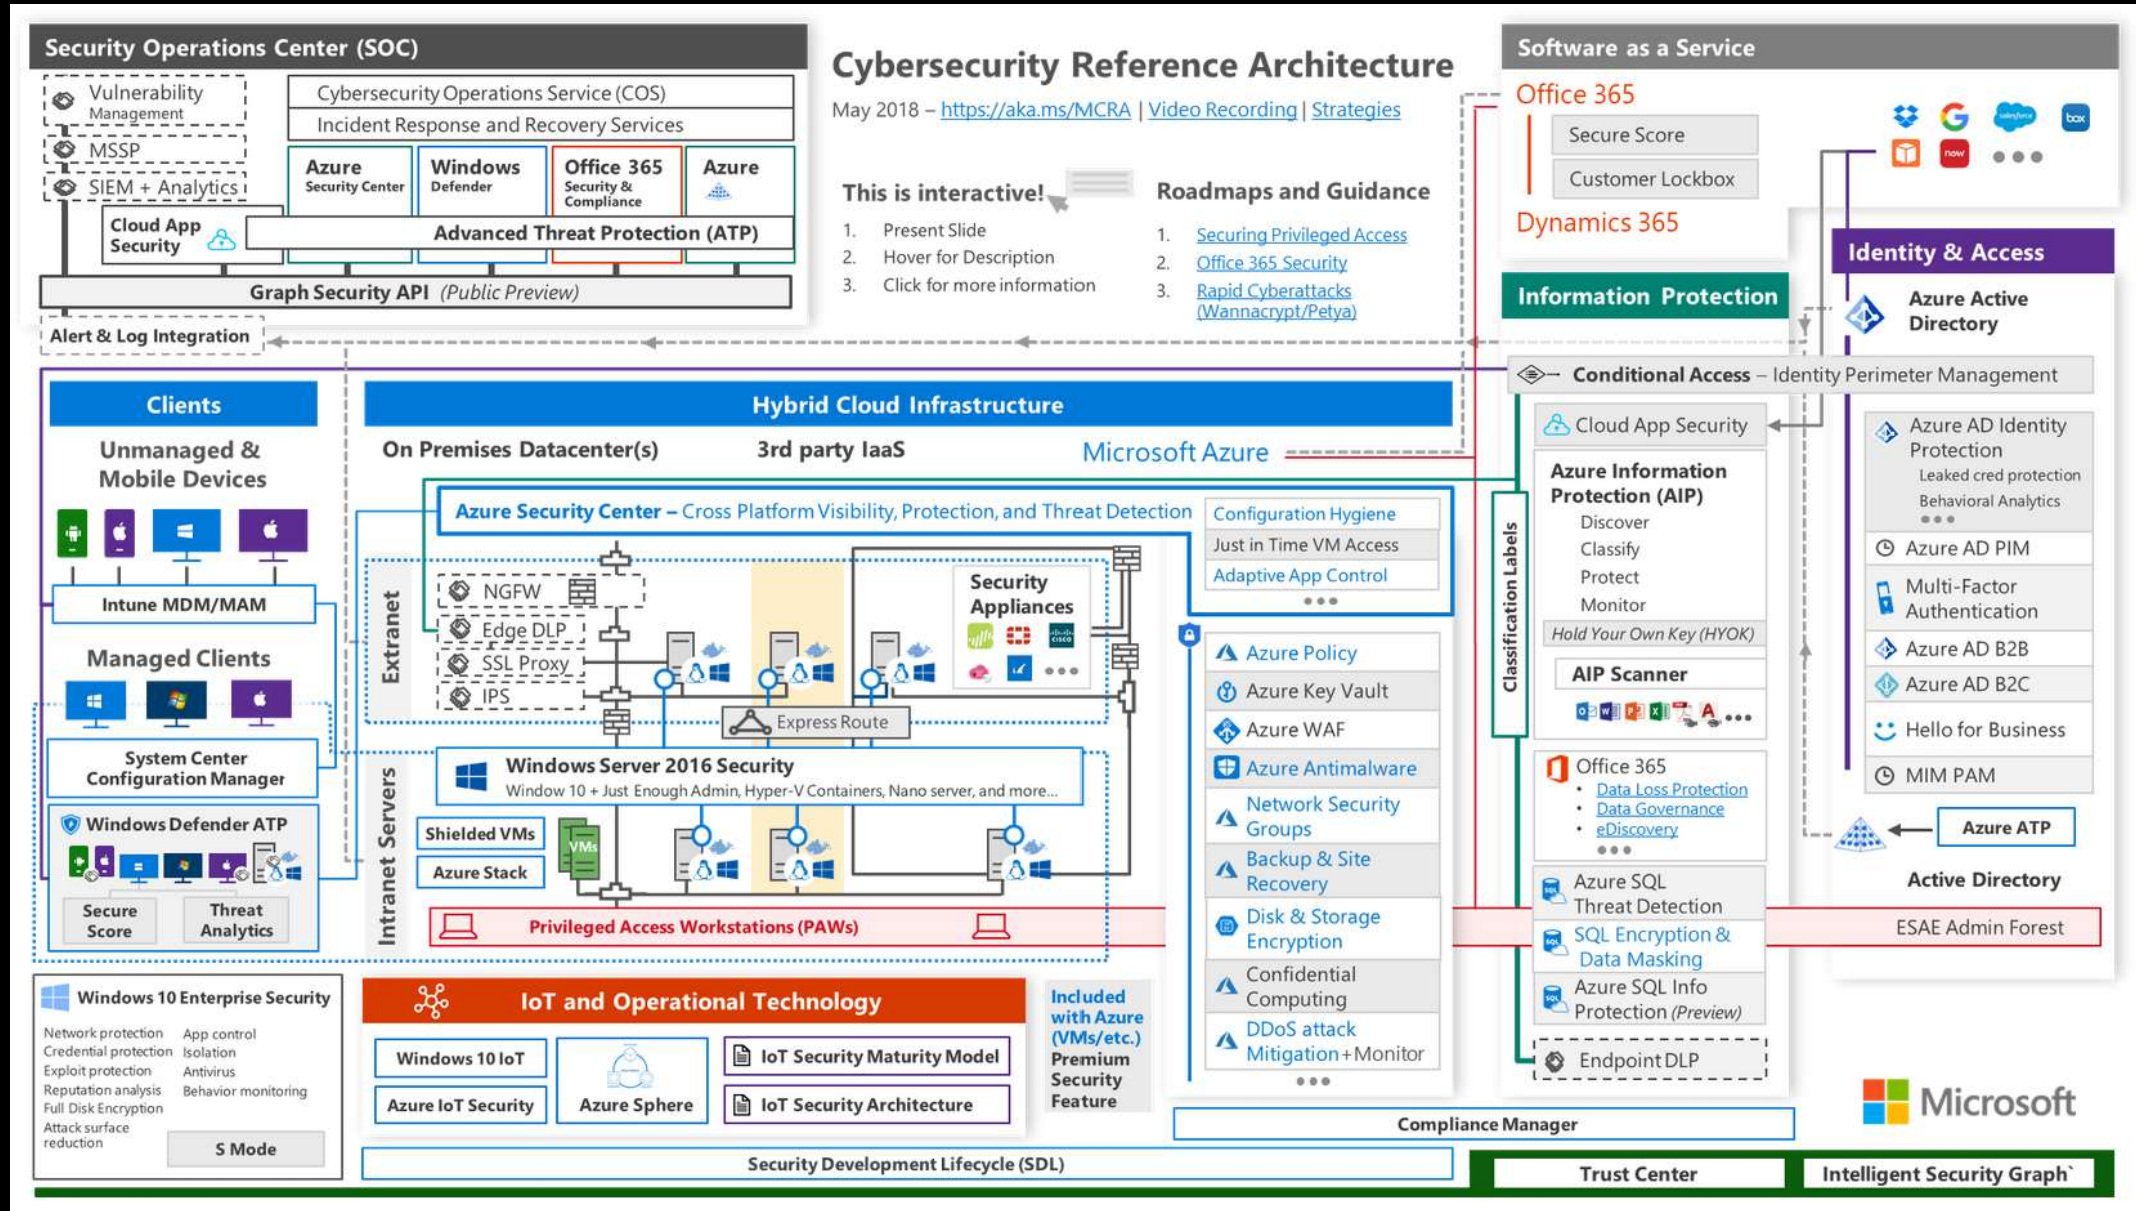 Security Operations Center (SOC)
Vulnerability
Management
MSSP
SIEM + Analytics
Cybersecurity Operations Service (COS)
Incident Response and Recovery Services
Azure
Security Center
Windows
Defender
Office 365
Security &
Compliance
Azure
Cloud App
Security
Advanced Threat Protection (ATP)
Graph Security API (Public Preview)
Alert & Log Integration
Cybersecurity Reference Architecture
May 2018 – https://aka.ms/MCRA | Video Recording | Strategies
This is interactive!
1. Present Slide
2. Hover for Description
3. Click for more information
Roadmaps and Guidance
1. Securing Privileged Access
2. Office 365 Security
3. Rapid Cyberattacks
(Wannacrypt/Petya)
Software as a Service
Office 365
Secure Score
Customer Lockbox
Dynamics 365
salesforce
box
now
Identity & Access
Azure Active
Directory
Information Protection
Conditional Access – Identity Perimeter Management
Clients
Unmanaged &
Mobile Devices
Intune MDM/MAM
Managed Clients
System Center
Configuration Manager
Windows Defender ATP
Secure
Score
Threat
Analytics
Hybrid Cloud Infrastructure
On Premises Datacenter(s)
3rd party IaaS
Microsoft Azure
Azure Security Center – Cross Platform Visibility, Protection, and Threat Detection
Configuration Hygiene
Just in Time VM Access
Adaptive App Control
Extranet
NGFW
Edge DLP
SSL Proxy
IPS
Security
Appliances
CISCO
Express Route
Intranet Servers
Windows Server 2016 Security
Window 10 + Just Enough Admin, Hyper-V Containers, Nano server, and more...
Shielded VMs
Azure Stack
VMs
Privileged Access Workstations (PAWs)
Azure Policy
Azure Key Vault
Azure WAF
Azure Antimalware
Network Security
Groups
Backup & Site
Recovery
Disk & Storage
Encryption
Confidential
Computing
DDoS attack
Mitigation+Monitor
Classification Labels
Cloud App Security
Azure Information
Protection (AIP)
Discover
Classify
Protect
Monitor
Hold Your Own Key (HYOK)
AIP Scanner
Office 365
• Data Loss Protection
• Data Governance
• eDiscovery
SQL
Azure SQL
Threat Detection
SQL
SQL Encryption &
Data Masking
SQL
Azure SQL Info
Protection (Preview)
Endpoint DLP
Azure AD Identity
Protection
Leaked cred protection
Behavioral Analytics
Azure AD PIM
Multi-Factor
Authentication
Azure AD B2B
Azure AD B2C
Hello for Business
MIM PAM
Azure ATP
Active Directory
ESAE Admin Forest
Windows 10 Enterprise Security
Network protection
Credential protection
Exploit protection
Reputation analysis
Full Disk Encryption
Attack surface
reduction
App control
Isolation
Antivirus
Behavior monitoring
S Mode
IoT and Operational Technology
Windows 10 IoT
Azure IoT Security
Azure Sphere
IoT Security Maturity Model
IoT Security Architecture
Included
with Azure
(VMs/etc.)
Premium
Security
Feature
Compliance Manager
Microsoft
Security Development Lifecycle (SDL)
Trust Center
Intelligent Security Graph`